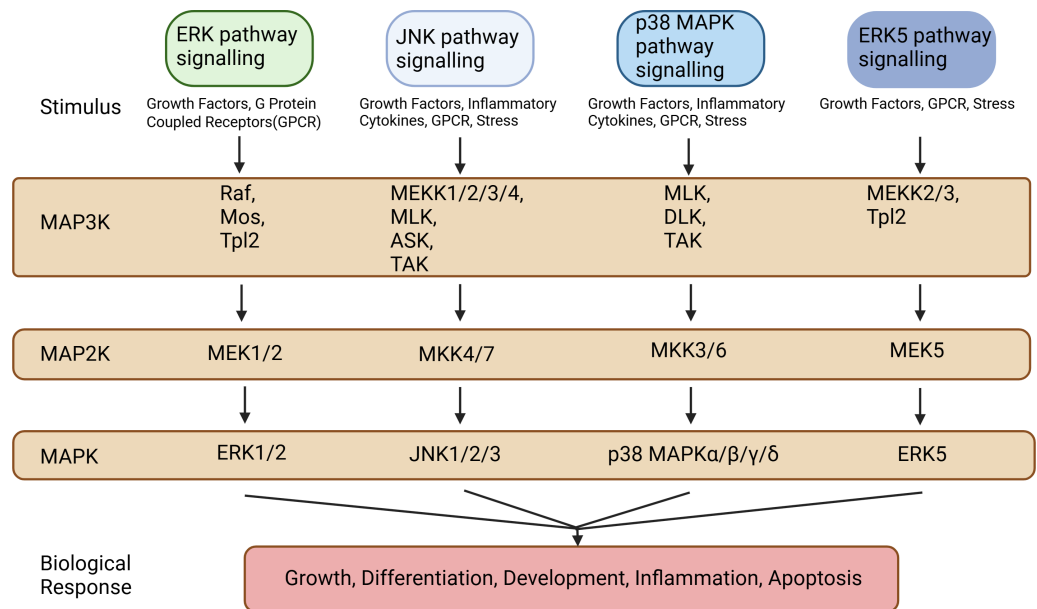 ERK pathway
signalling
JNK pathway
signalling
p38 MAPK
pathway
signalling
ERK5 pathway
signalling
Stimulus
Growth Factors, G Protein
Coupled Receptors(GPCR)
Growth Factors, Inflammatory
Cytokines, GPCR, Stress
Growth Factors, Inflammatory
Cytokines, GPCR, Stress
Growth Factors, GPCR, Stress
MAP3K
Raf,
Mos,
Tpl2
MEKK1/2/3/4,
MLK,
ASK,
TAK
MLK,
DLK,
TAK
MEKK2/3,
Tpl2
MAP2K
MEK1/2
MKK4/7
MKK3/6
MEK5
MAPK
ERK1/2
JNK1/2/3
p38 MAPKα/β/γ/δ
ERK5
Biological
Response
Growth, Differentiation, Development, Inflammation, Apoptosis